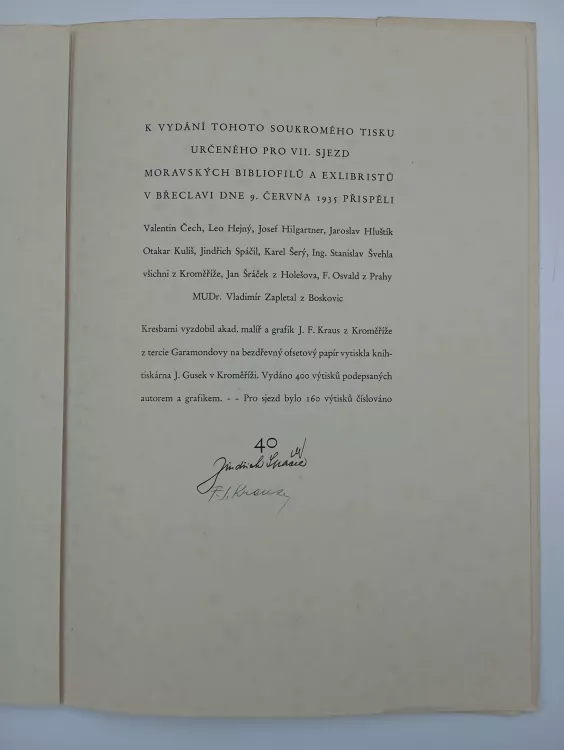 K VYDÁNÍ TOHOTO SOUKROMÉHO TISKU
URČENÉHO PRO VII. SJEZD
MORAVSKÝCH BIBLIOFILŮ A EXLIBRISTŮ
V BŘECLAVI DNE 9. ČERVNA 1935 PŘISPĚLI
Valentin Čech, Leo Hejný, Josef Hilgartner, Jaroslav Hluštík
Otakar Kuliš, Jindřich Spáčil, Karel Šerý, Ing. Stanislav Švehla
všichni z Kroměříže, Jan Šráček z Holešova, F. Osvald z Prahy
MUDr. Vladimír Zapletal z Boskovic
Kresbami vyzdobil akad. malíř a grafik J. F. Kraus z Kroměříže
z tercie Garamondovy na bezdřevný ofsetový papír vytiskla knih-
tiskárna J. Gusek v Kroměříži. Vydáno 400 výtisků podepsaných
autorem a grafikem. - - Pro sjezd bylo 160 výtisků číslováno
40
Jindřich Spáčil